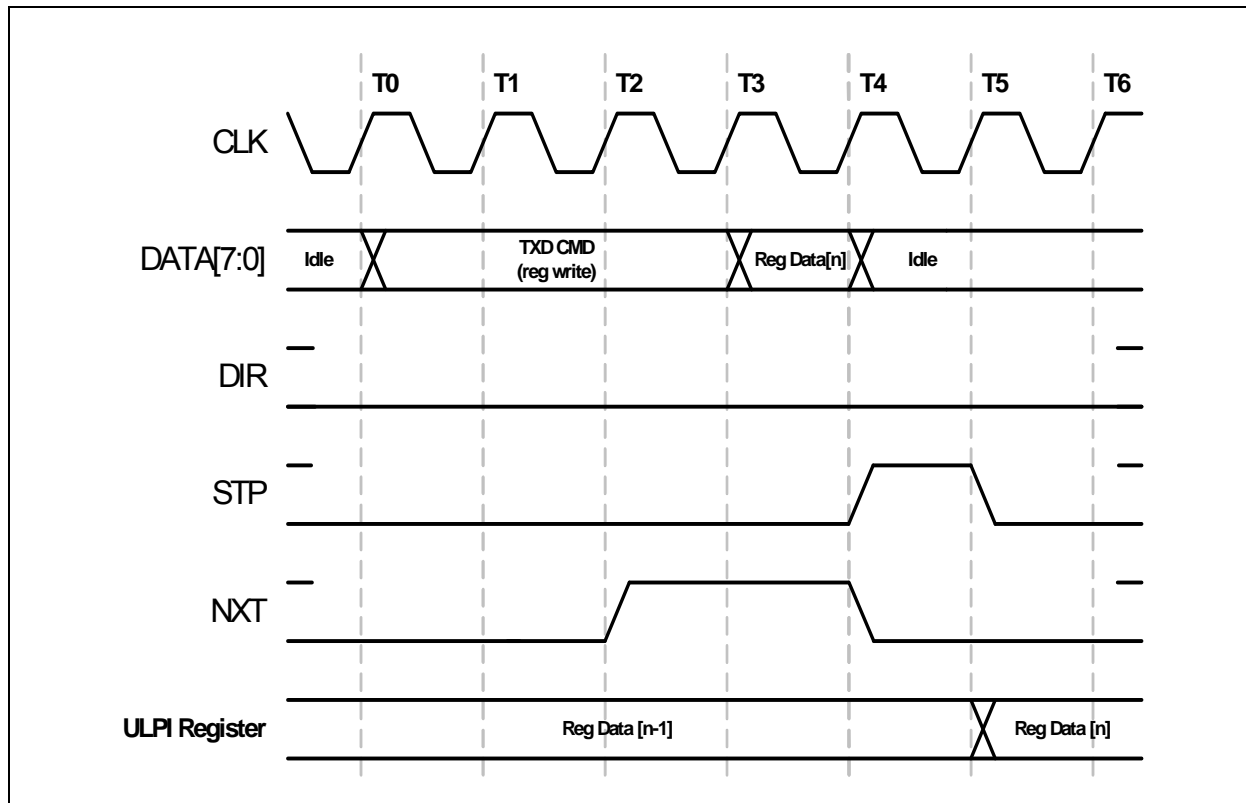 T0 T1 T2 T3 T4 T5 T6
CLK
DATA[7:0] Idle TXD CMD Reg Data[n] Idle
(reg write)
DIR
STP
NXT
ULPI Register Reg Data [n-1] Reg Data [n]